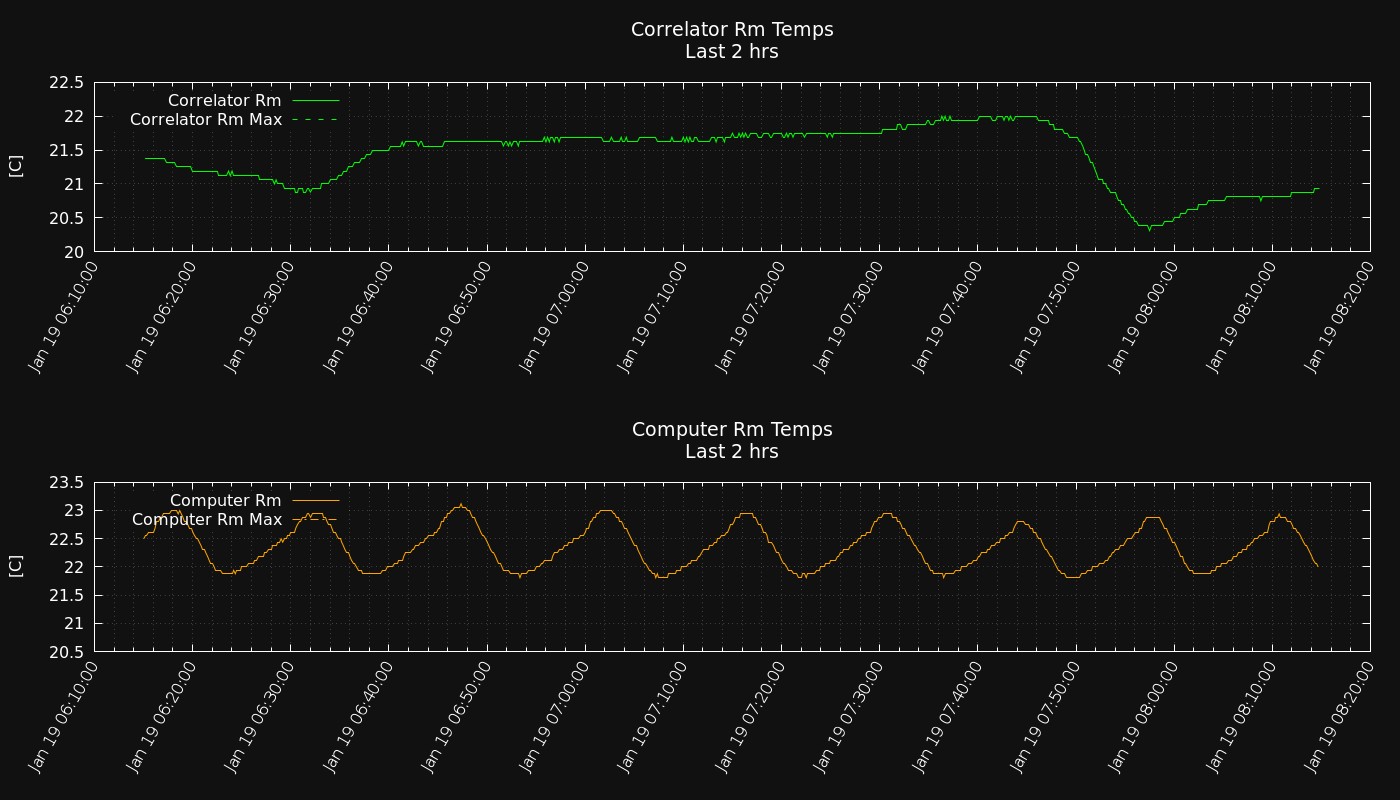 Correlator Rm Temps
Last 2 hrs
22.5
22
21.5
21
20.5
20
[C]
Correlator Rm
Correlator Rm Max
Jan 19 06:10:00
Jan 19 06:20:00
Jan 19 06:30:00
Jan 19 06:40:00
Jan 19 06:50:00
Jan 19 07:00:00
Jan 19 07:10:00
Jan 19 07:20:00
Jan 19 07:30:00
Jan 19 07:40:00
Jan 19 07:50:00
Jan 19 08:00:00
Jan 19 08:10:00
Jan 19 08:20:00
Computer Rm Temps
Last 2 hrs
23.5
23
22.5
22
21.5
21
20.5
[C]
Computer Rm
Computer Rm Max
Jan 19 06:10:00
Jan 19 06:20:00
Jan 19 06:30:00
Jan 19 06:40:00
Jan 19 06:50:00
Jan 19 07:00:00
Jan 19 07:10:00
Jan 19 07:20:00
Jan 19 07:30:00
Jan 19 07:40:00
Jan 19 07:50:00
Jan 19 08:00:00
Jan 19 08:10:00
Jan 19 08:20:00